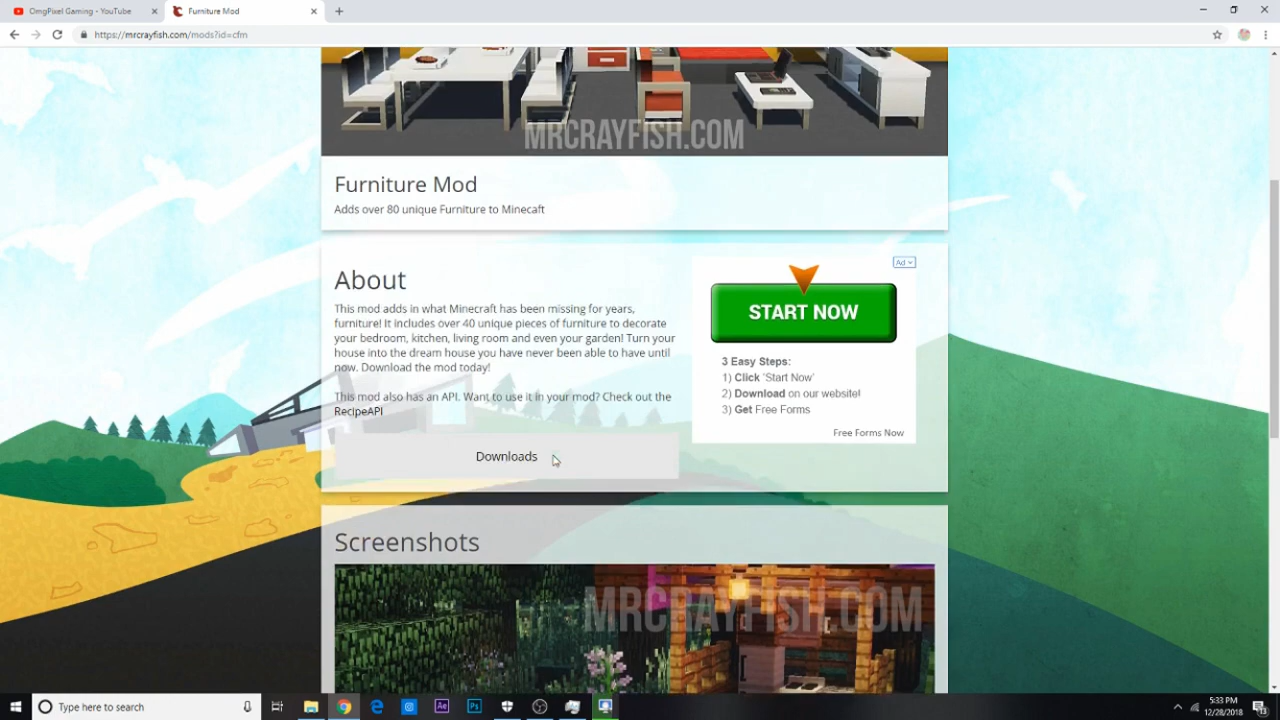 OmgPixel Gaming - YouTube
Furniture Mod
https://mrcrayfish.com/mods?id=cfm
MRCRAYFISH.COM
Furniture Mod
Adds over 80 unique Furniture to Minecaft
About
This mod adds in what Minecraft has been missing for years,
furniture! It includes over 40 unique pieces of furniture to decorate
your bedroom, kitchen, living room and even your garden! Turn your
house into the dream house you have never been able to have until
now. Download the mod today!
This mod also has an API. Want to use it in your mod? Check out the
RecipeAPI
Downloads
Ad
START NOW
3 Easy Steps:
1) Click 'Start Now'
2) Download on our website!
3) Get Free Forms
Free Forms Now
Screenshots
MRCRAYFISH.COM
Type here to search
Ae
Ps
5:33 PM
12/28/2018
13